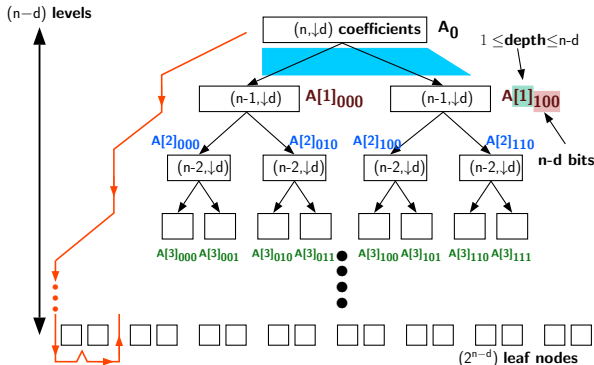 (n−d) levels
(n,↓d) coefficients A0
1 ≤depth≤n-d
(n-1,↓d) A[1]000 (n-1,↓d) A[1]100
n-d bits
A[2]000 A[2]010 A[2]100 A[2]110
(n-2,↓d) (n-2,↓d) (n-2,↓d) (n-2,↓d)
A[3]000 A[3]001 A[3]010 A[3]011 A[3]100 A[3]101 A[3]110 A[3]111
(2n−d) leaf nodes